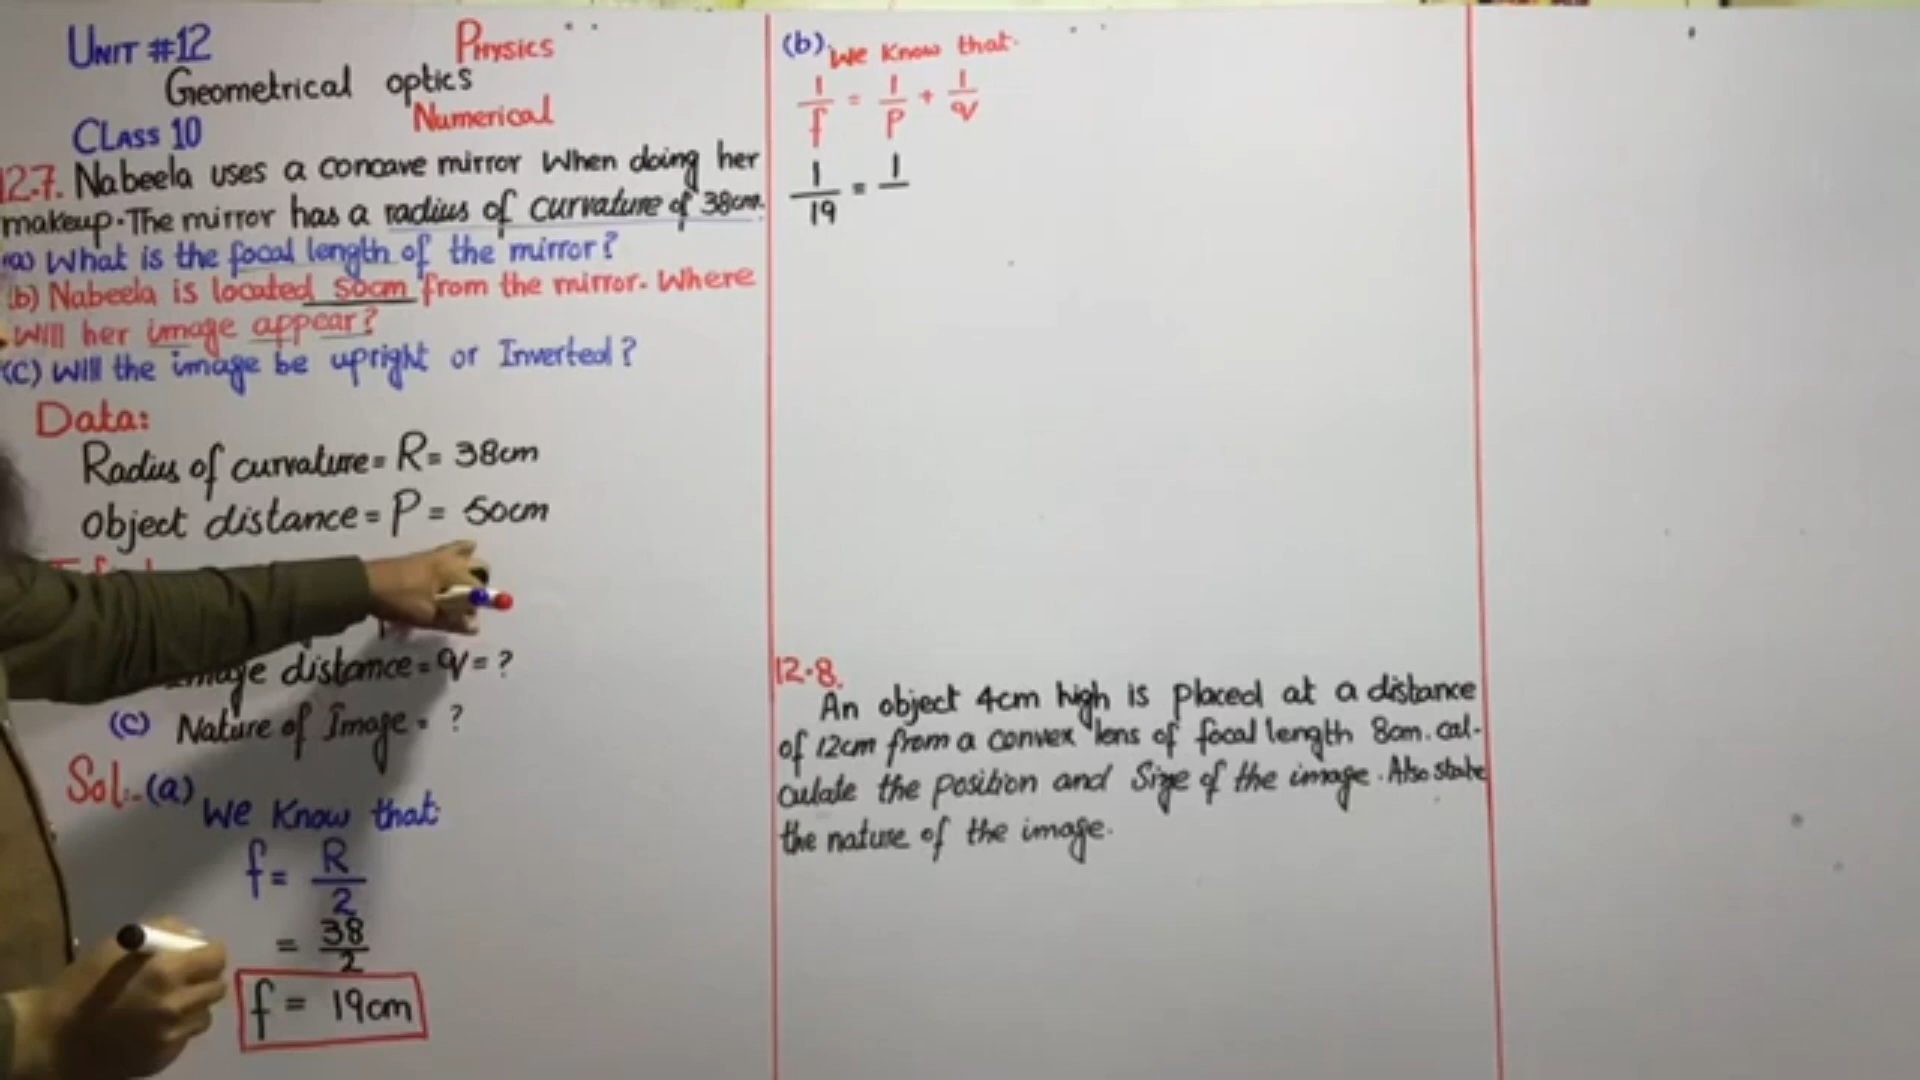 UNIT #12
Physics
Geometrical optics
Numerical
CLASS 10
12.7. Nabeela uses a concave mirror When doing her
makeup. The mirror has a radius of curvature of 38cm.
(a) What is the focal length of the mirror?
(b) Nabeela is located 50cm from the mirror. Where
Will her image appear?
(C) Will the image be upright or Inverted?
Data:
Radius of curvature = R = 38cm
Object distance = P = 50cm
Image distance = q = ?
(C) Nature of Image = ?
Sol:- (a)
We Know that:
f = R/2
= 38/2
f = 19cm
(b). We Know that.
1/f = 1/P + 1/q
1/19 = 1
12.8.
An object 4cm high is placed at a distance
of 12cm from a convex lens of focal length 8cm. cal-
culate the position and Size of the image. Also state
the nature of the image.